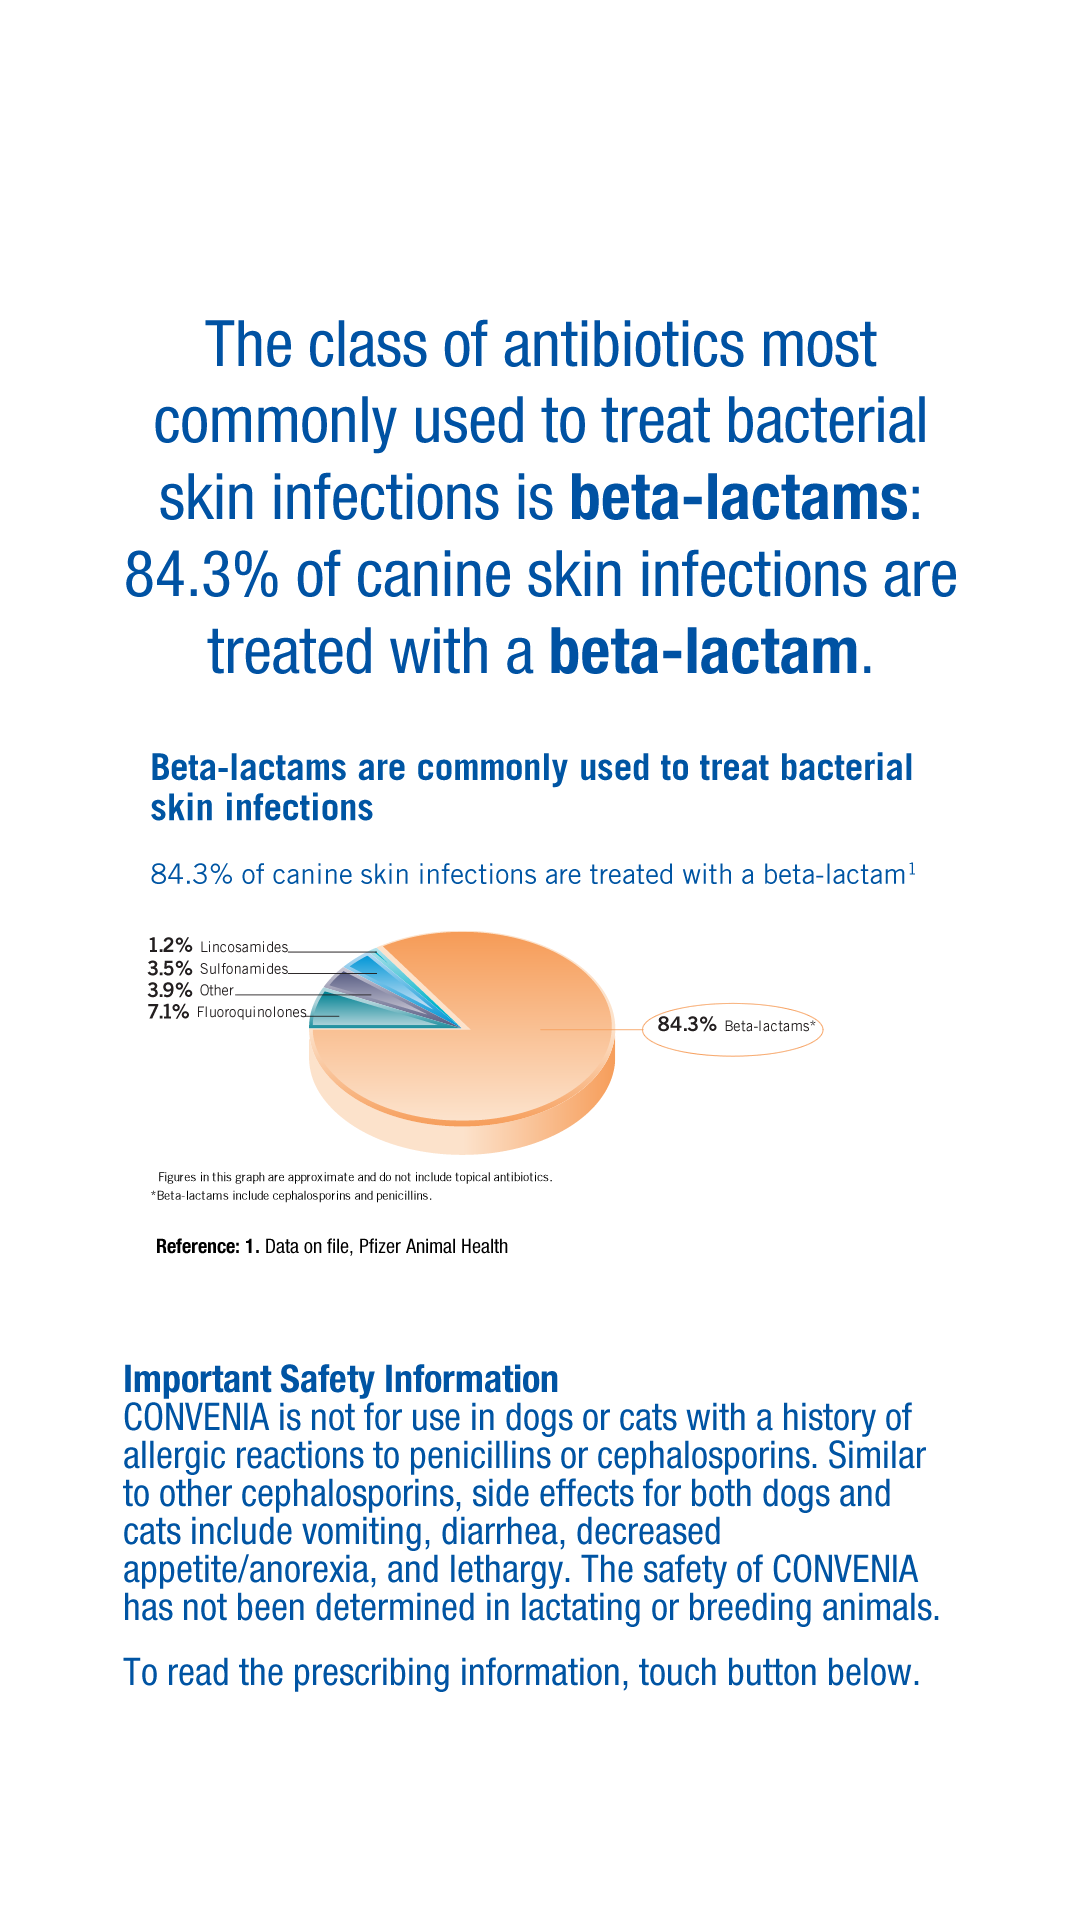 The class of antibiotics most
commonly used to treat bacterial
skin infections is beta-lactams:
84.3% of canine skin infections are
treated with a beta-lactam.
Beta-lactams are commonly used to treat bacterial
skin infections
84.3% of canine skin infections are treated with a beta-lactam1
1.2% Lincosamides
3.5% Sulfonamides
3.9% Other
7.1% Fluoroquinolones
84.3% Beta-lactams*
Figures in this graph are approximate and do not include topical antibiotics.
*Beta-lactams include cephalosporins and penicillins.
Reference: 1. Data on file, Pfizer Animal Health
Important Safety Information
CONVENIA is not for use in dogs or cats with a history of
allergic reactions to penicillins or cephalosporins. Similar
to other cephalosporins, side effects for both dogs and
cats include vomiting, diarrhea, decreased
appetite/anorexia, and lethargy. The safety of CONVENIA
has not been determined in lactating or breeding animals.
To read the prescribing information, touch button below.